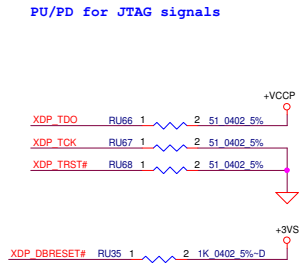 PU/PD for JTAG signals
+VCCP
XDP_TDO RU66 1 2 51_0402_5%
XDP_TCK RU67 1 2 51_0402_5%
XDP_TRST# RU68 1 2 51_0402_5%
+3VS
XDP_DBRESET# RU35 1 2 1K_0402_5%~D